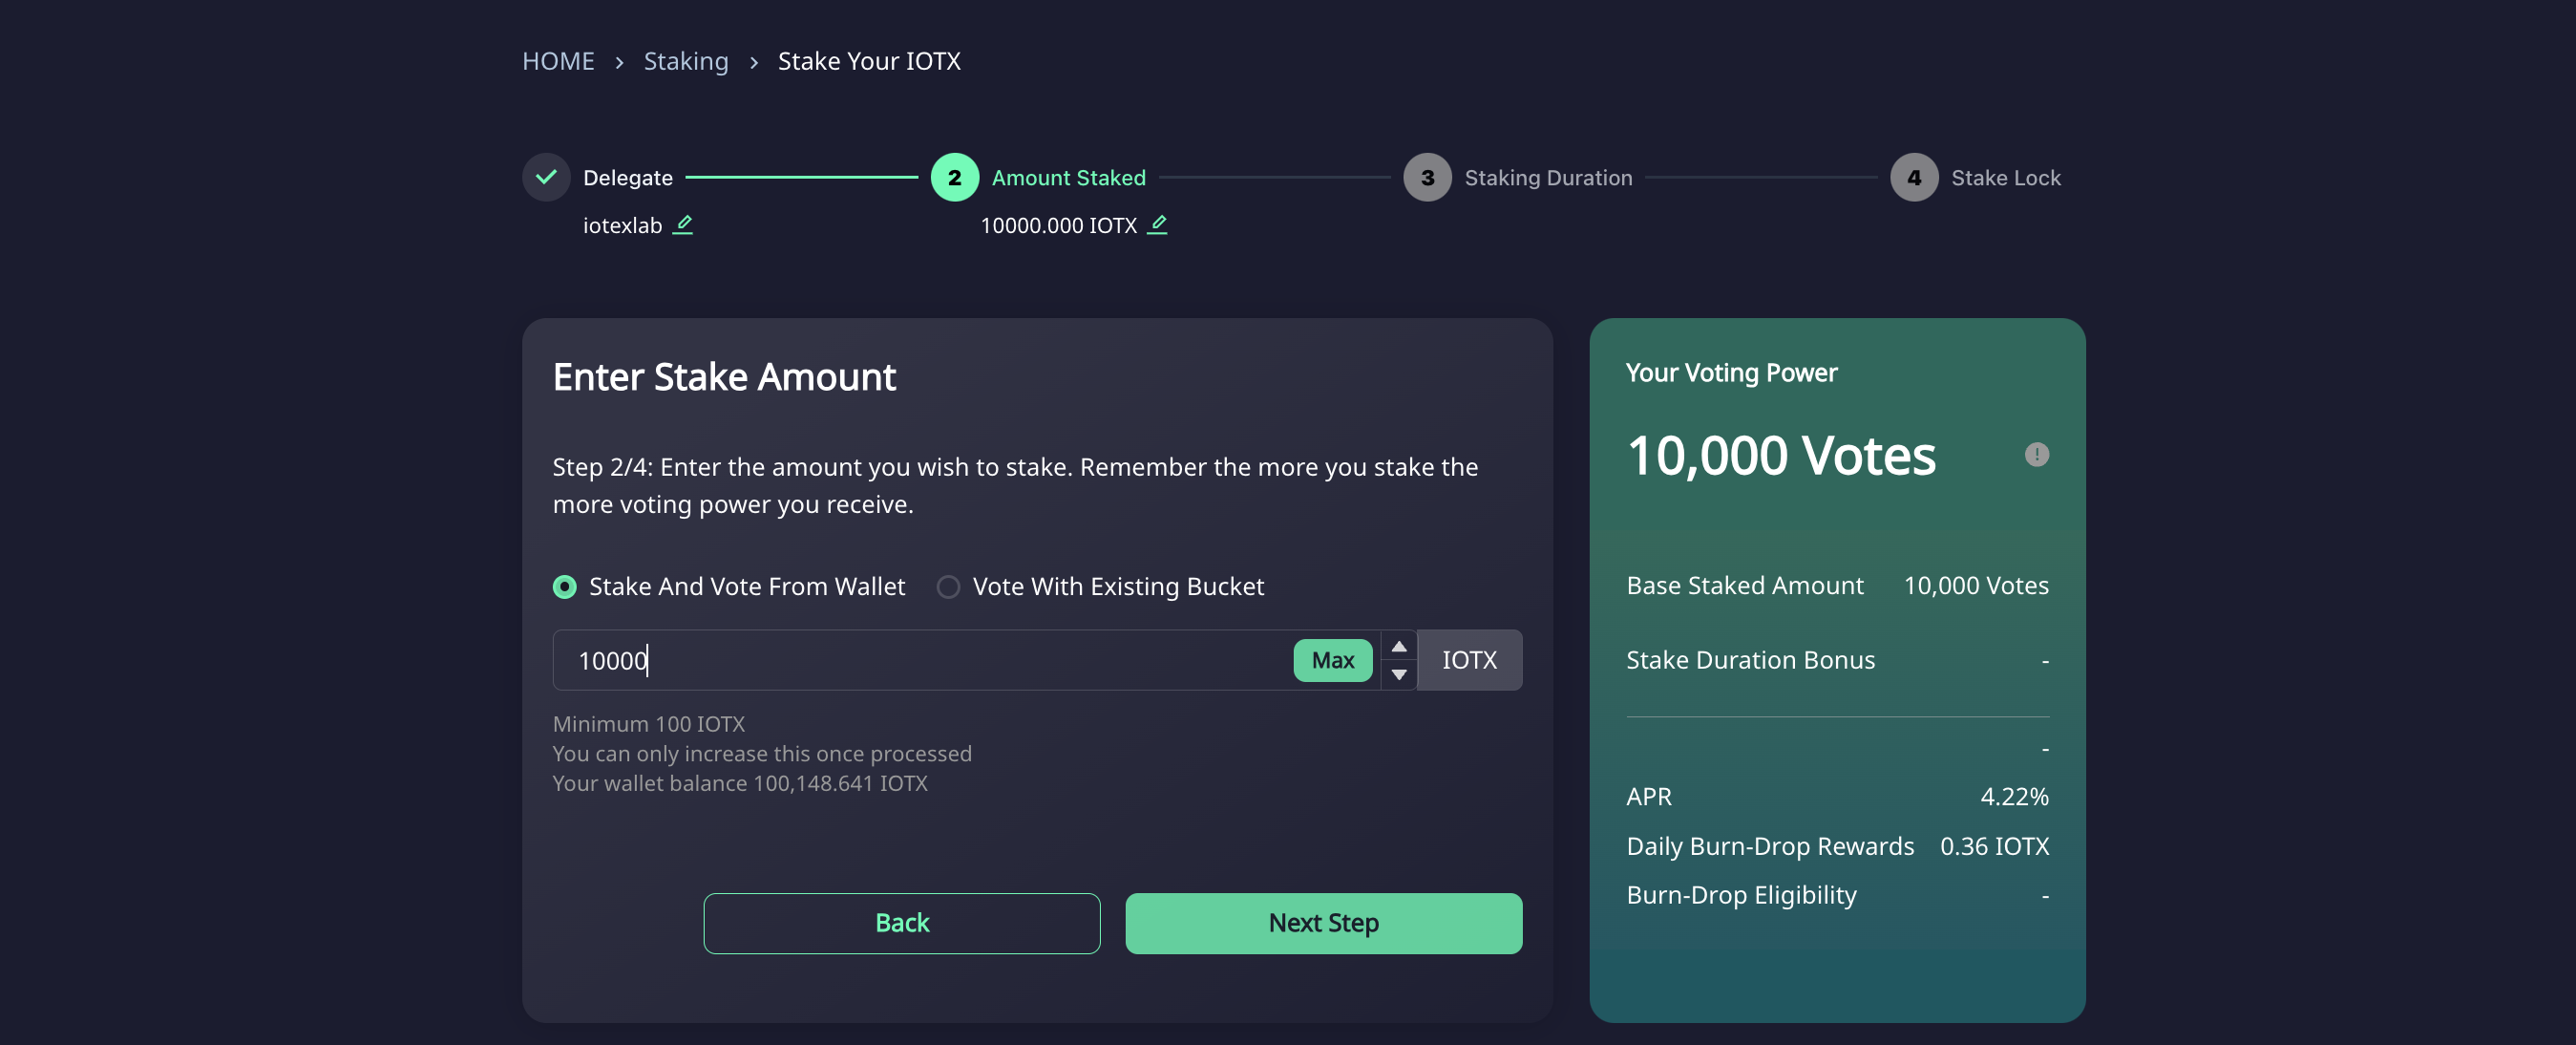 HOME > Staking > Stake Your IOTX
Delegate 2 Amount Staked 3 Staking Duration 4 Stake Lock
iotexlab 10000.000 IOTX
Enter Stake Amount
Step 2/4: Enter the amount you wish to stake. Remember the more you stake the
more voting power you receive.
Stake And Vote From Wallet Vote With Existing Bucket
10000 Max IOTX
Minimum 100 IOTX
You can only increase this once processed
Your wallet balance 100,148.641 IOTX
Back Next Step
Your Voting Power
10,000 Votes
Base Staked Amount 10,000 Votes
Stake Duration Bonus -
-
APR 4.22%
Daily Burn-Drop Rewards 0.36 IOTX
Burn-Drop Eligibility -